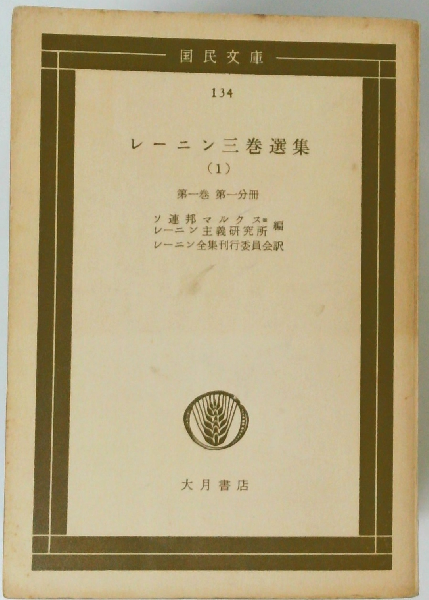 国民文庫
134
レーニン三巻選集
(1)
第一巻 第一分冊
ソ連邦マルクス=
レーニン主義研究所 編
レーニン全集刊行委員会訳
大月書店